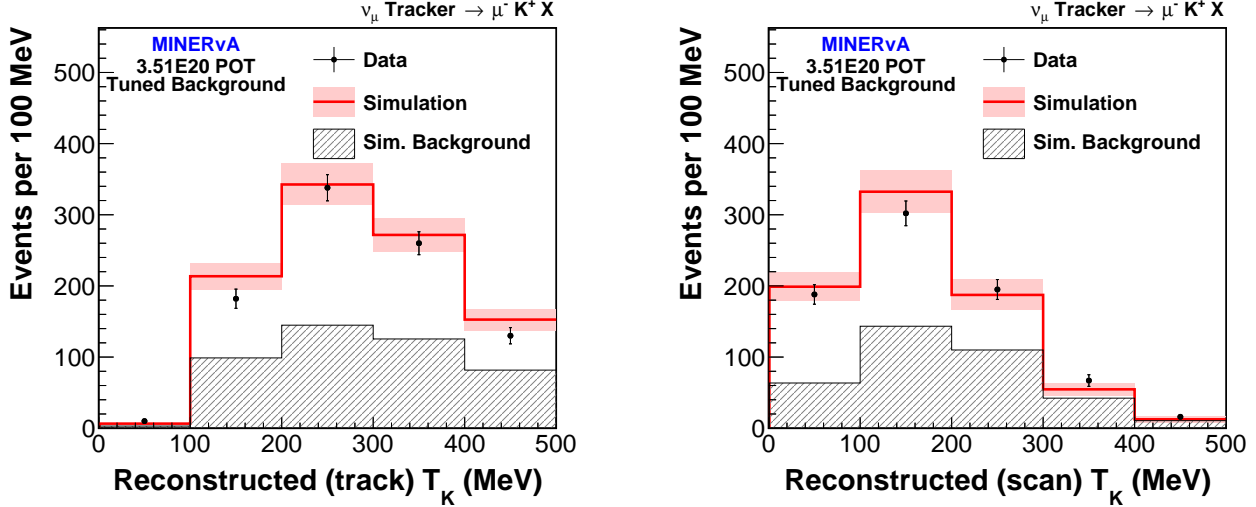 ν_μ Tracker → μ⁻ K⁺ X
MINERvA
3.51E20 POT
Tuned Background
Data
Simulation
Sim. Background
Events per 100 MeV
500
400
300
200
100
0
0 100 200 300 400 500
Reconstructed (track) T_K (MeV)
ν_μ Tracker → μ⁻ K⁺ X
MINERvA
3.51E20 POT
Tuned Background
Data
Simulation
Sim. Background
Events per 100 MeV
500
400
300
200
100
0
0 100 200 300 400 500
Reconstructed (scan) T_K (MeV)